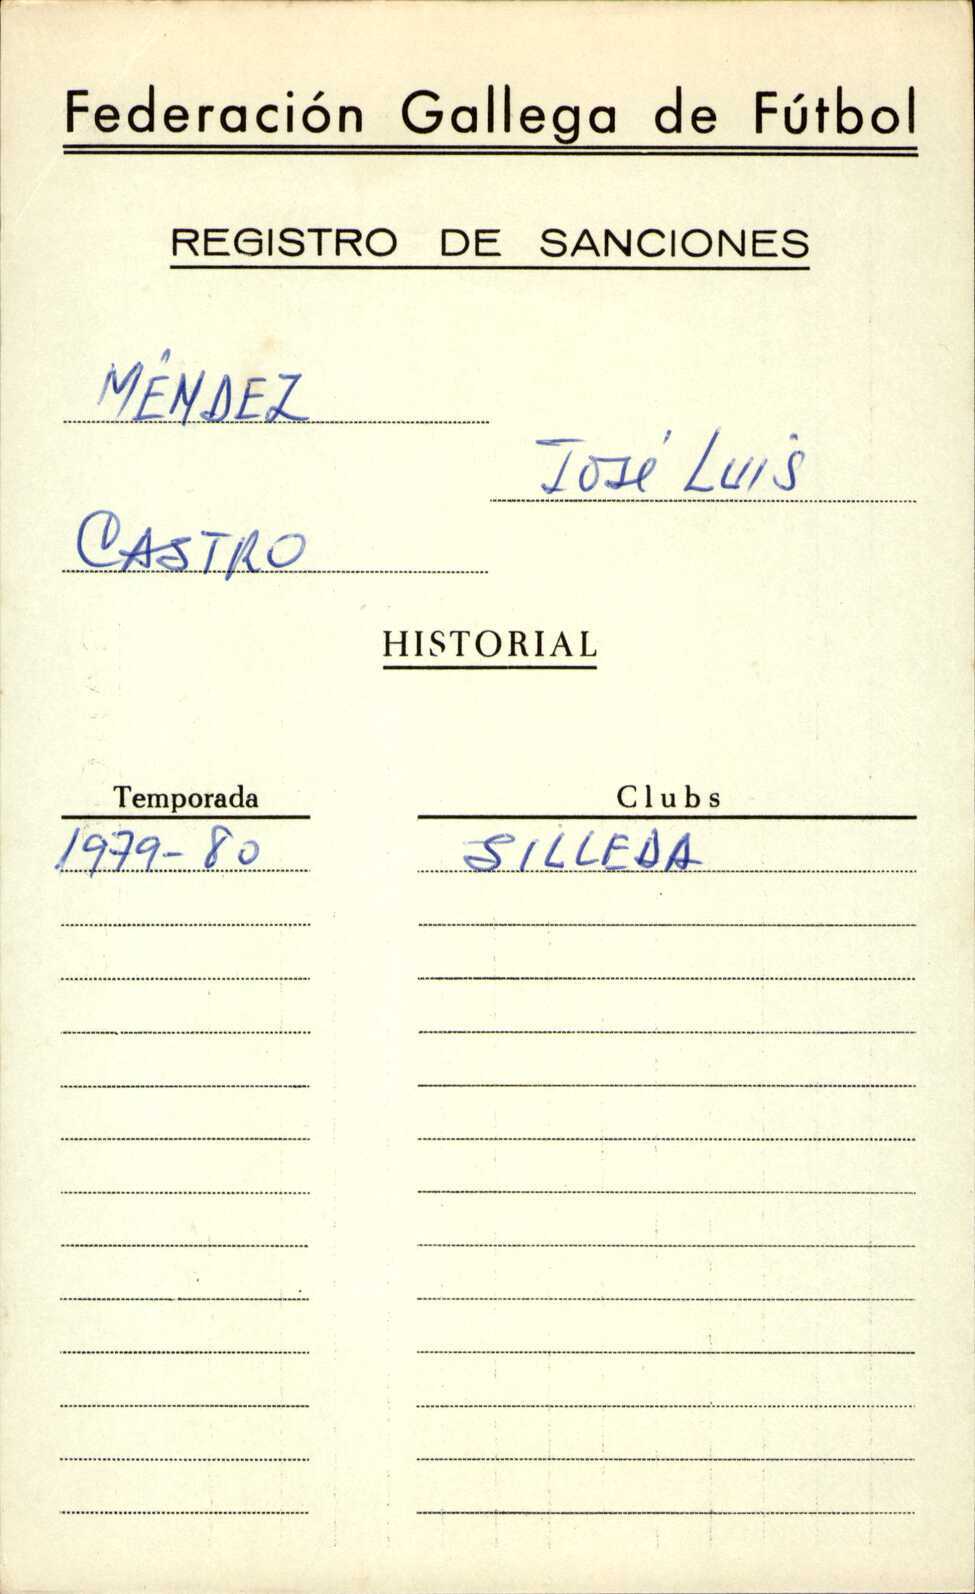 Federación Gallega de Fútbol
REGISTRO DE SANCIONES
MÉNDEZ
JOSÉ LUIS
CASTRO
HISTORIAL
Temporada Clubs
1979-80 SILLEDA